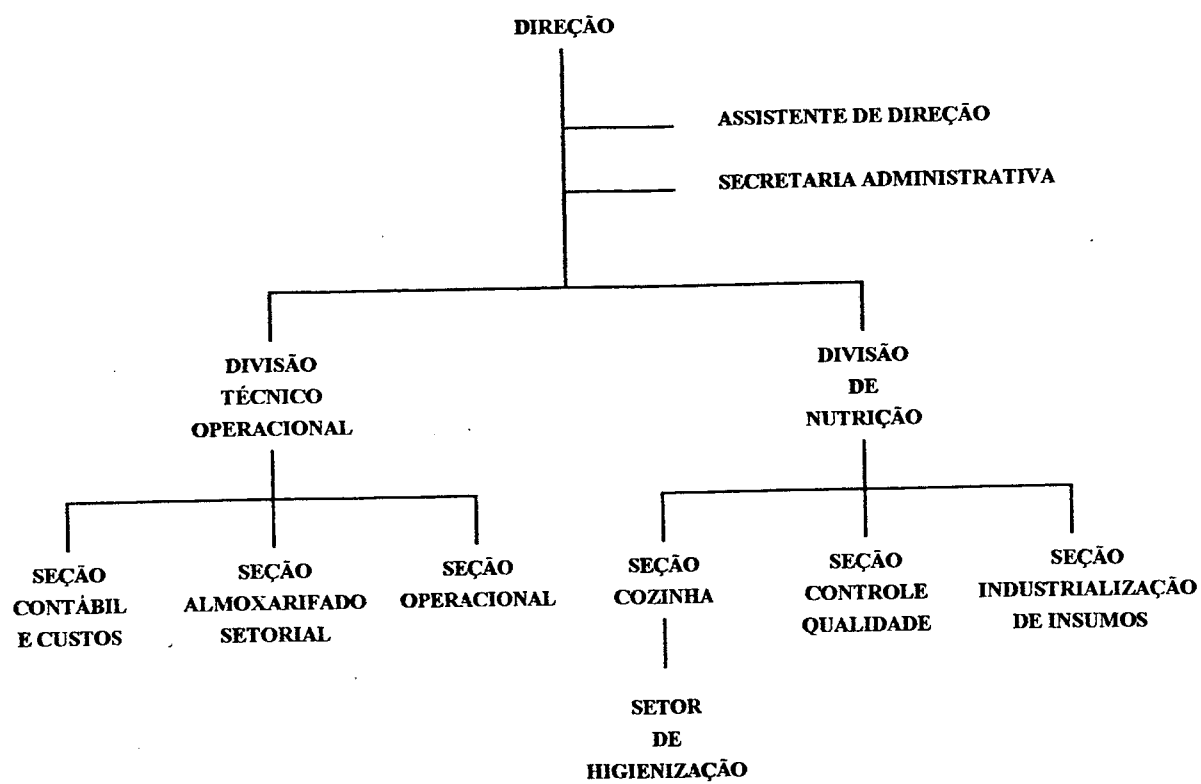 DIREÇÃO
ASSISTENTE DE DIREÇÃO
SECRETARIA ADMINISTRATIVA
DIVISÃO
TÉCNICO
OPERACIONAL
DIVISÃO
DE
NUTRIÇÃO
SEÇÃO
CONTÁBIL
E CUSTOS
SEÇÃO
ALMOXARIFADO
SETORIAL
SEÇÃO
OPERACIONAL
SEÇÃO
COZINHA
SEÇÃO
CONTROLE
QUALIDADE
SEÇÃO
INDUSTRIALIZAÇÃO
DE INSUMOS
SETOR
DE
HIGIENIZAÇÃO